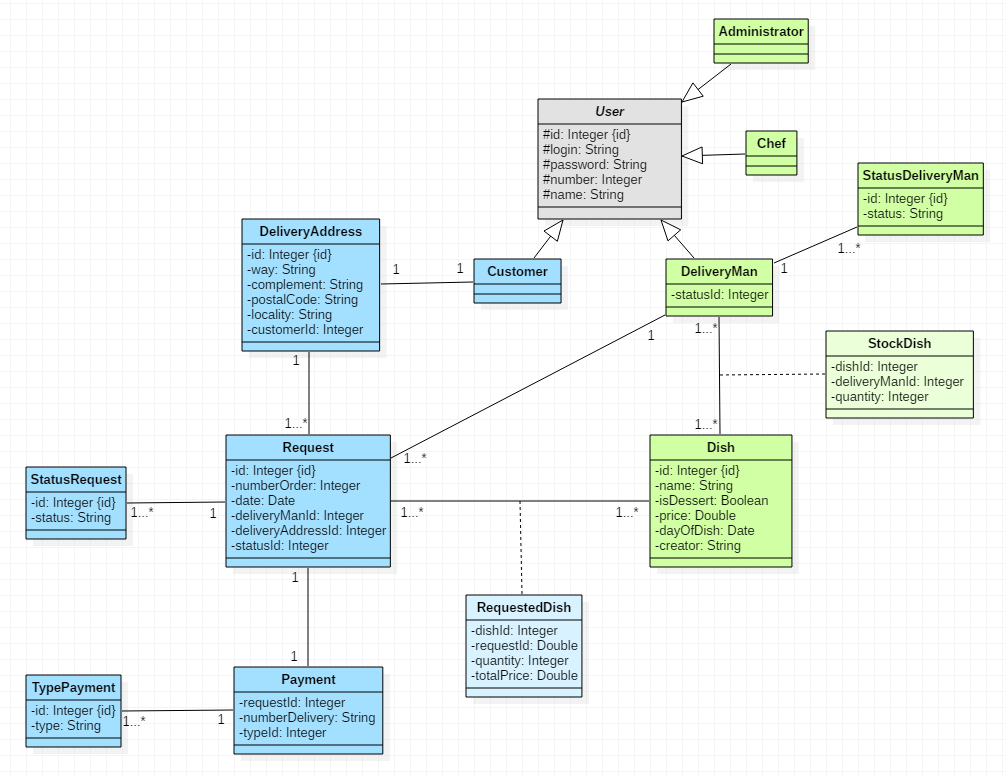 Administrator
User
#id: Integer {id}
#login: String
#password: String
#number: Integer
#name: String
Chef
StatusDeliveryMan
-id: Integer {id}
-status: String
1...*
1
DeliveryAddress
-id: Integer {id}
-way: String
-complement: String
-postalCode: String
-locality: String
-customerId: Integer
1
1
Customer
DeliveryMan
-statusId: Integer
1...*
1
StockDish
-dishId: Integer
-deliveryManId: Integer
-quantity: Integer
1
1...*
1...*
Request
-id: Integer {id}
-numberOrder: Integer
-date: Date
-deliveryManId: Integer
-deliveryAddressId: Integer
-statusId: Integer
1...*
1...*
1...*
Dish
-id: Integer {id}
-name: String
-isDessert: Boolean
-price: Double
-dayOfDish: Date
-creator: String
StatusRequest
-id: Integer {id}
-status: String
1...*
1
RequestedDish
-dishId: Integer
-requestId: Double
-quantity: Integer
-totalPrice: Double
1
1
Payment
-requestId: Integer
-numberDelivery: String
-typeId: Integer
TypePayment
-id: Integer {id}
-type: String
1...*
1